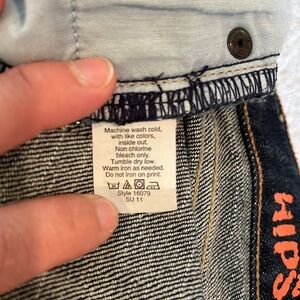 Machine wash cold,
with like colors,
inside out.
Non chlorine
bleach only.
Tumble dry low.
Warm iron as needed.
Do not iron on print.
Style 16079
SU 11
HIPS